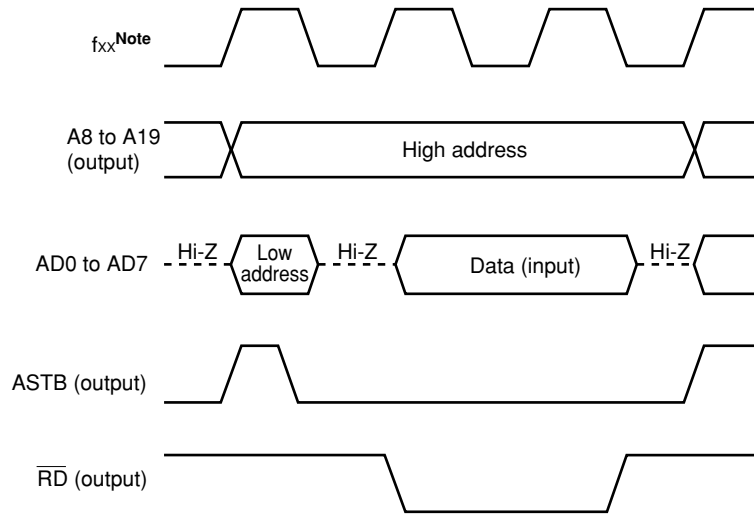 fxxNote
A8 to A19
(output)
High address
AD0 to AD7
Hi-Z
Low
address
Hi-Z
Data (input)
Hi-Z
ASTB (output)
RD (output)